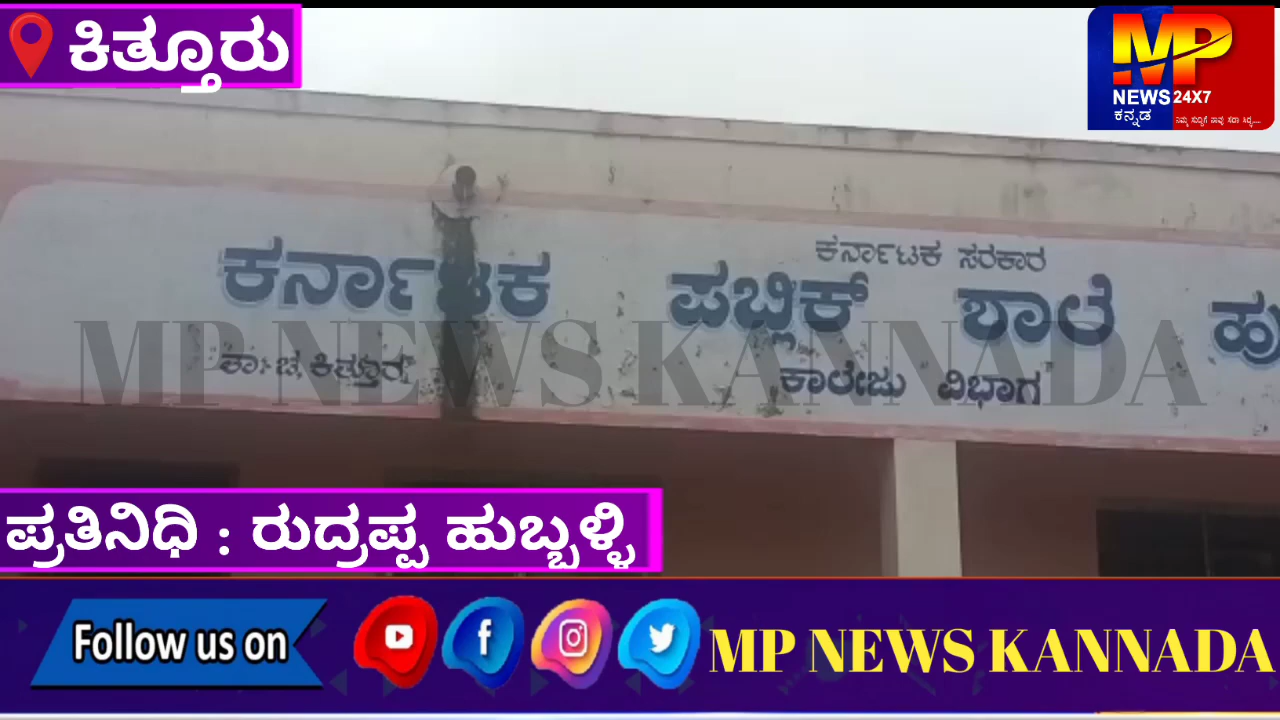 ಕಿತ್ತೂರು
MP
NEWS 24X7
ಕನ್ನಡ
ಕರ್ನಾಟಕ ಸರಕಾರ
ಕರ್ನಾಟಕ ಪಬ್ಲಿಕ್ ಶಾಲೆ ಹು
ಕಿತ್ತೂರ
ಕಾಲೇಜು ವಿಭಾಗ
MP NEWS KANNADA
ಪ್ರತಿನಿಧಿ : ರುದ್ರಪ್ಪ ಹುಬ್ಬಳ್ಳಿ
Follow us on
MP NEWS KANNADA